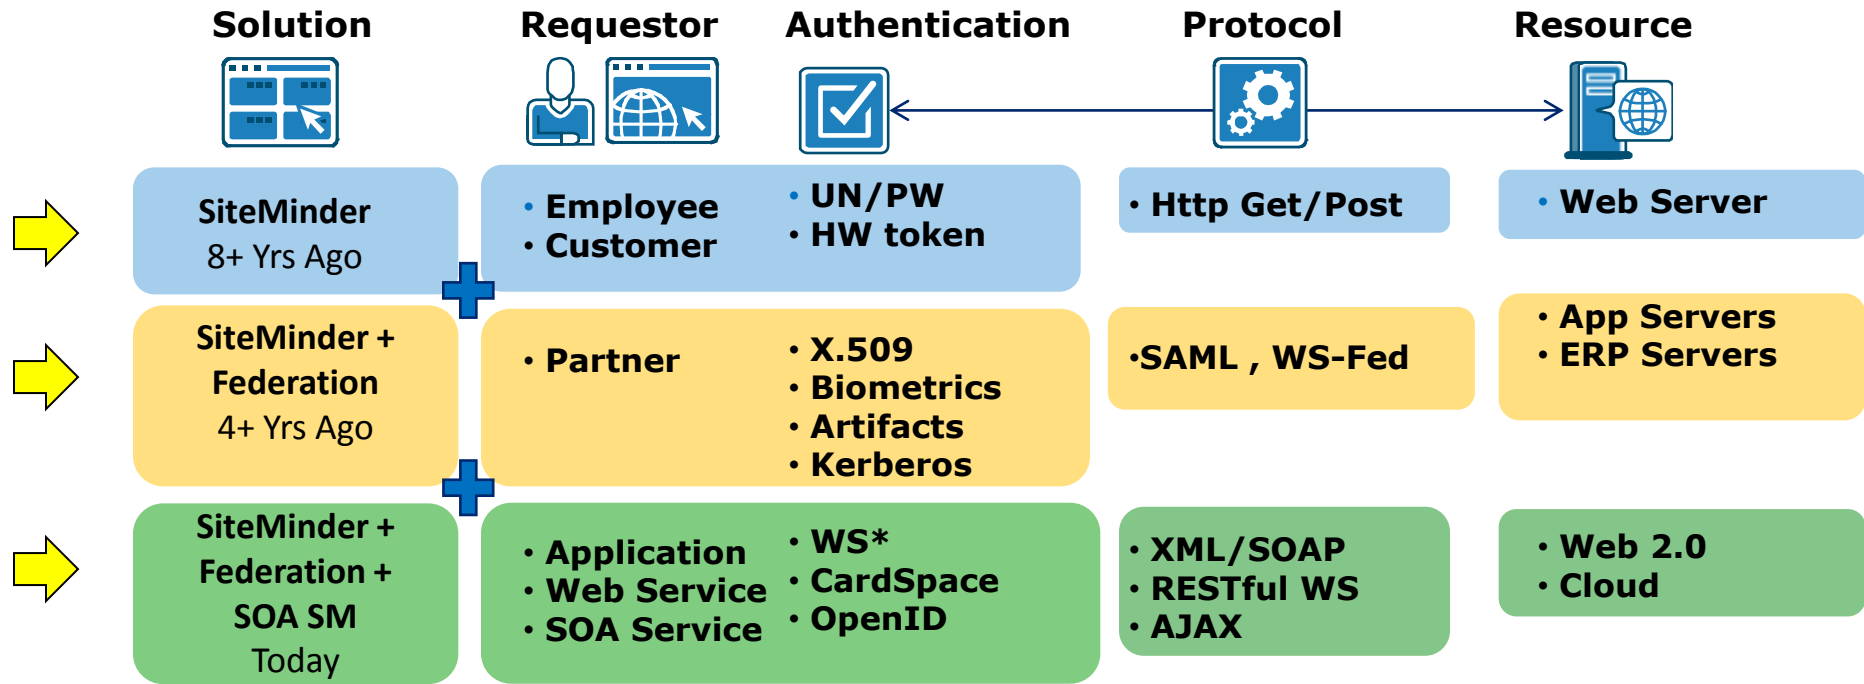 Solution Requestor Authentication Protocol Resource
SiteMinder
8+ Yrs Ago
• Employee
• Customer
• UN/PW
• HW token
• Http Get/Post
• Web Server
SiteMinder +
Federation
4+ Yrs Ago
• Partner
• X.509
• Biometrics
• Artifacts
• Kerberos
•SAML , WS-Fed
• App Servers
• ERP Servers
SiteMinder +
Federation +
SOA SM
Today
• Application
• Web Service
• SOA Service
• WS*
• CardSpace
• OpenID
• XML/SOAP
• RESTful WS
• AJAX
• Web 2.0
• Cloud